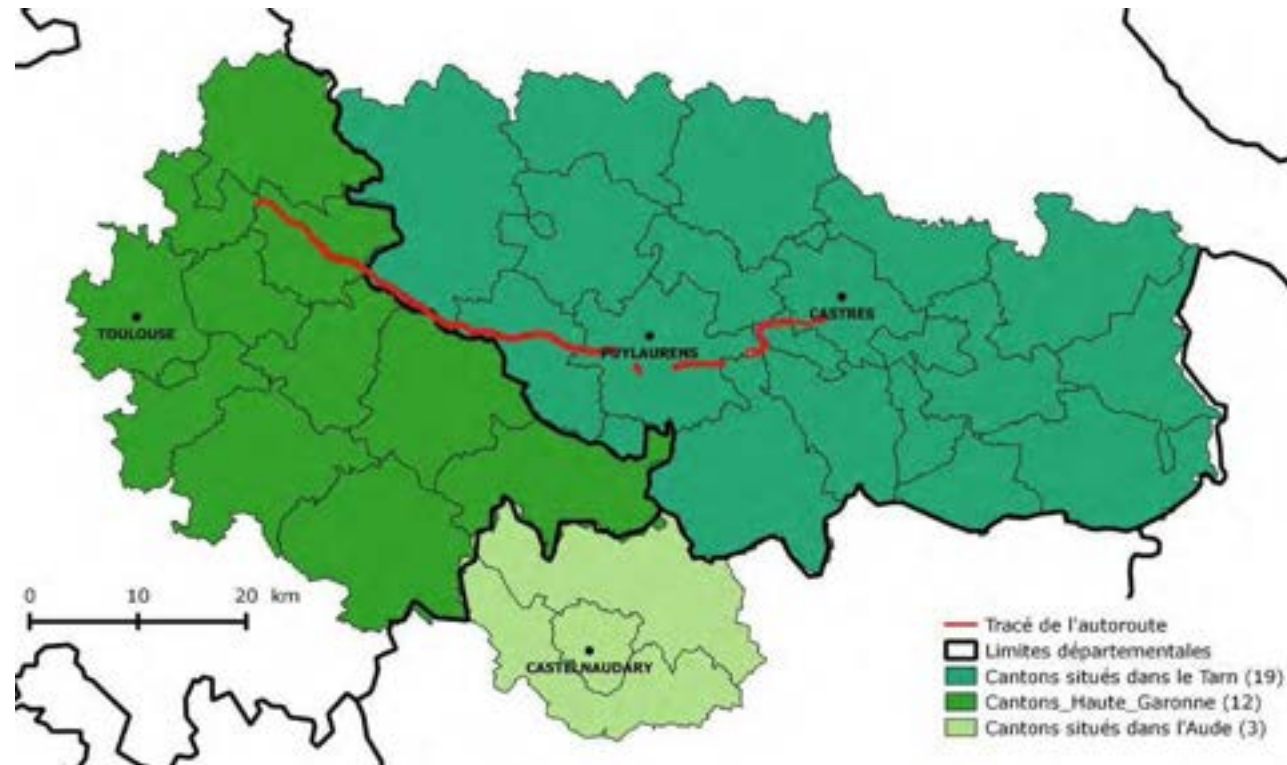 CASTRES
TOULOUSE
PUYLAURENS
0 10 20 km
CASTELNAUDARY
Tracé de l'autoroute
Limites départementales
Cantons situés dans le Tarn (19)
Cantons_Haute_Garonne (12)
Cantons situés dans l'Aude (3)